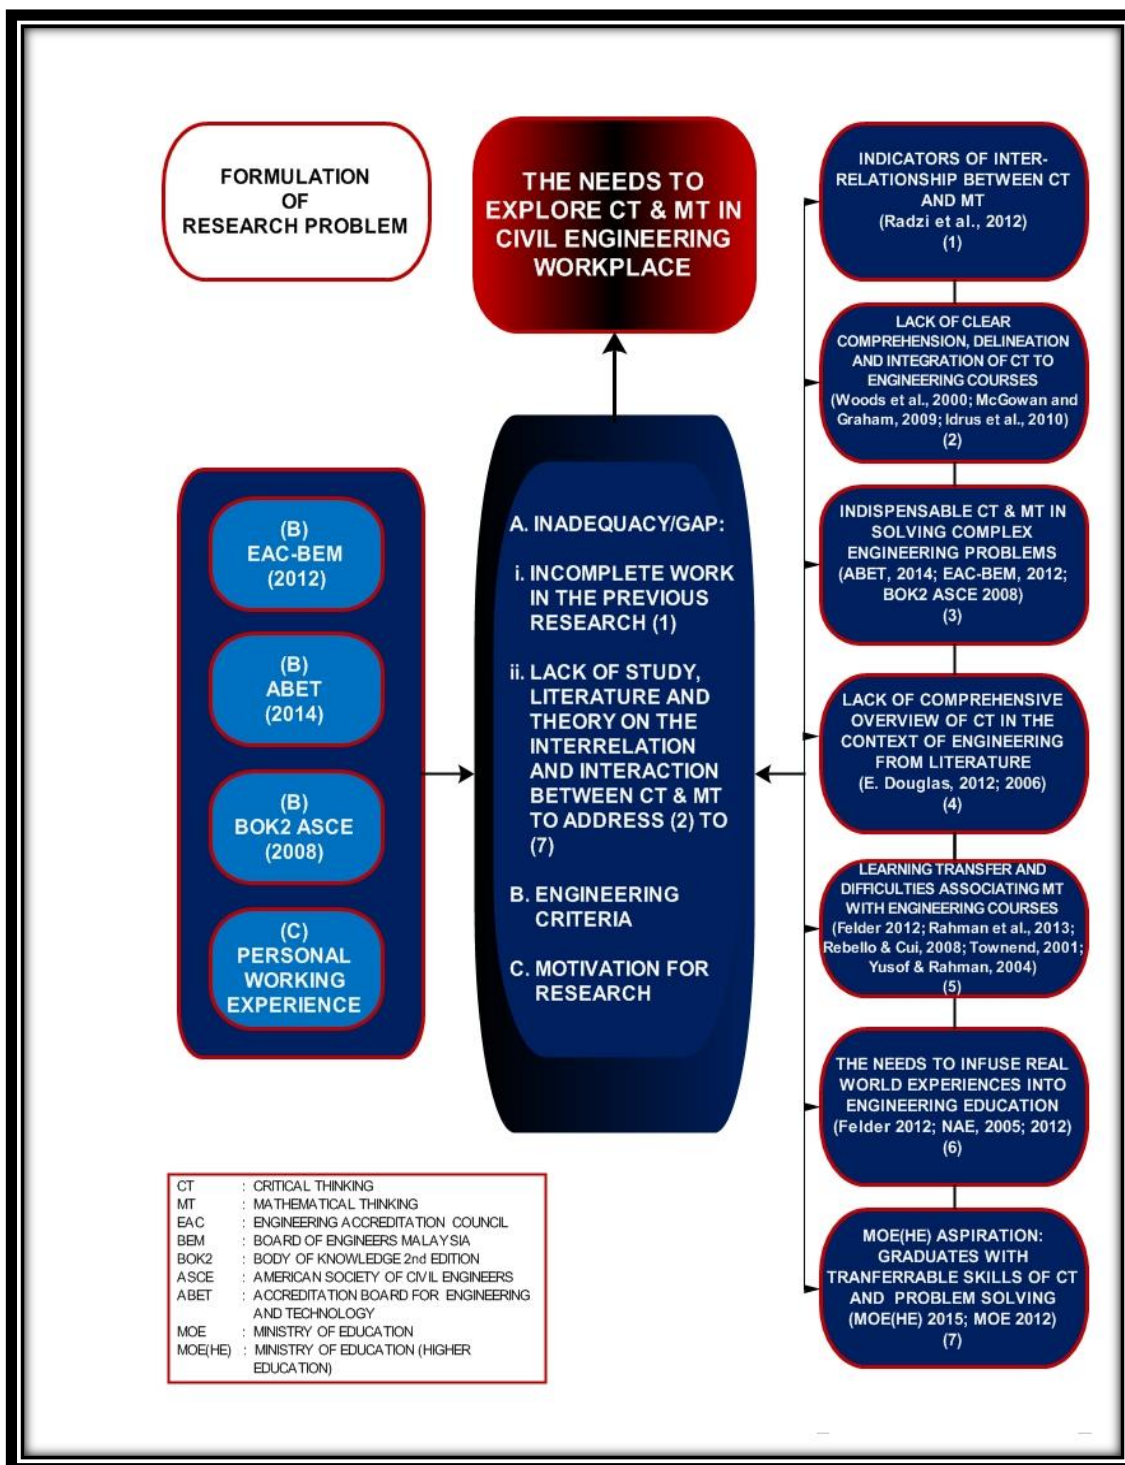 FORMULATION
OF
RESEARCH PROBLEM
THE NEEDS TO
EXPLORE CT & MT IN
CIVIL ENGINEERING
WORKPLACE
(B)
EAC-BEM
(2012)
(B)
ABET
(2014)
(B)
BOK2 ASCE
(2008)
(C)
PERSONAL
WORKING
EXPERIENCE
A. INADEQUACY/GAP:
i. INCOMPLETE WORK
IN THE PREVIOUS
RESEARCH (1)
ii. LACK OF STUDY,
LITERATURE AND
THEORY ON THE
INTERRELATION
AND INTERACTION
BETWEEN CT & MT
TO ADDRESS (2) TO
(7)
B. ENGINEERING
CRITERIA
C. MOTIVATION FOR
RESEARCH
INDICATORS OF INTER-
RELATIONSHIP BETWEEN CT
AND MT
(Radzi et al., 2012)
(1)
LACK OF CLEAR
COMPREHENSION, DELINEATION
AND INTEGRATION OF CT TO
ENGINEERING COURSES
(Woods et al., 2000; McGowan and
Graham, 2009; Idrus et al., 2010)
(2)
INDISPENSABLE CT & MT IN
SOLVING COMPLEX
ENGINEERING PROBLEMS
(ABET, 2014; EAC-BEM, 2012;
BOK2 ASCE 2008)
(3)
LACK OF COMPREHENSIVE
OVERVIEW OF CT IN THE
CONTEXT OF ENGINEERING
FROM LITERATURE
(E. Douglas, 2012; 2006)
(4)
LEARNING TRANSFER AND
DIFFICULTIES ASSOCIATING MT
WITH ENGINEERING COURSES
(Felder 2012; Rahman et al., 2013;
Rebello & Cui, 2008; Townend, 2001;
Yusof & Rahman, 2004)
(5)
THE NEEDS TO INFUSE REAL
WORLD EXPERIENCES INTO
ENGINEERING EDUCATION
(Felder 2012; NAE, 2005; 2012)
(6)
MOE(HE) ASPIRATION:
GRADUATES WITH
TRANFERRABLE SKILLS OF CT
AND PROBLEM SOLVING
(MOE(HE) 2015; MOE 2012)
(7)
CT : CRITICAL THINKING
MT : MATHEMATICAL THINKING
EAC : ENGINEERING ACCREDITATION COUNCIL
BEM : BOARD OF ENGINEERS MALAYSIA
BOK2 : BODY OF KNOWLEDGE 2nd EDITION
ASCE : AMERICAN SOCIETY OF CIVIL ENGINEERS
ABET : ACCREDITATION BOARD FOR ENGINEERING
AND TECHNOLOGY
MOE : MINISTRY OF EDUCATION
MOE(HE) : MINISTRY OF EDUCATION (HIGHER
EDUCATION)